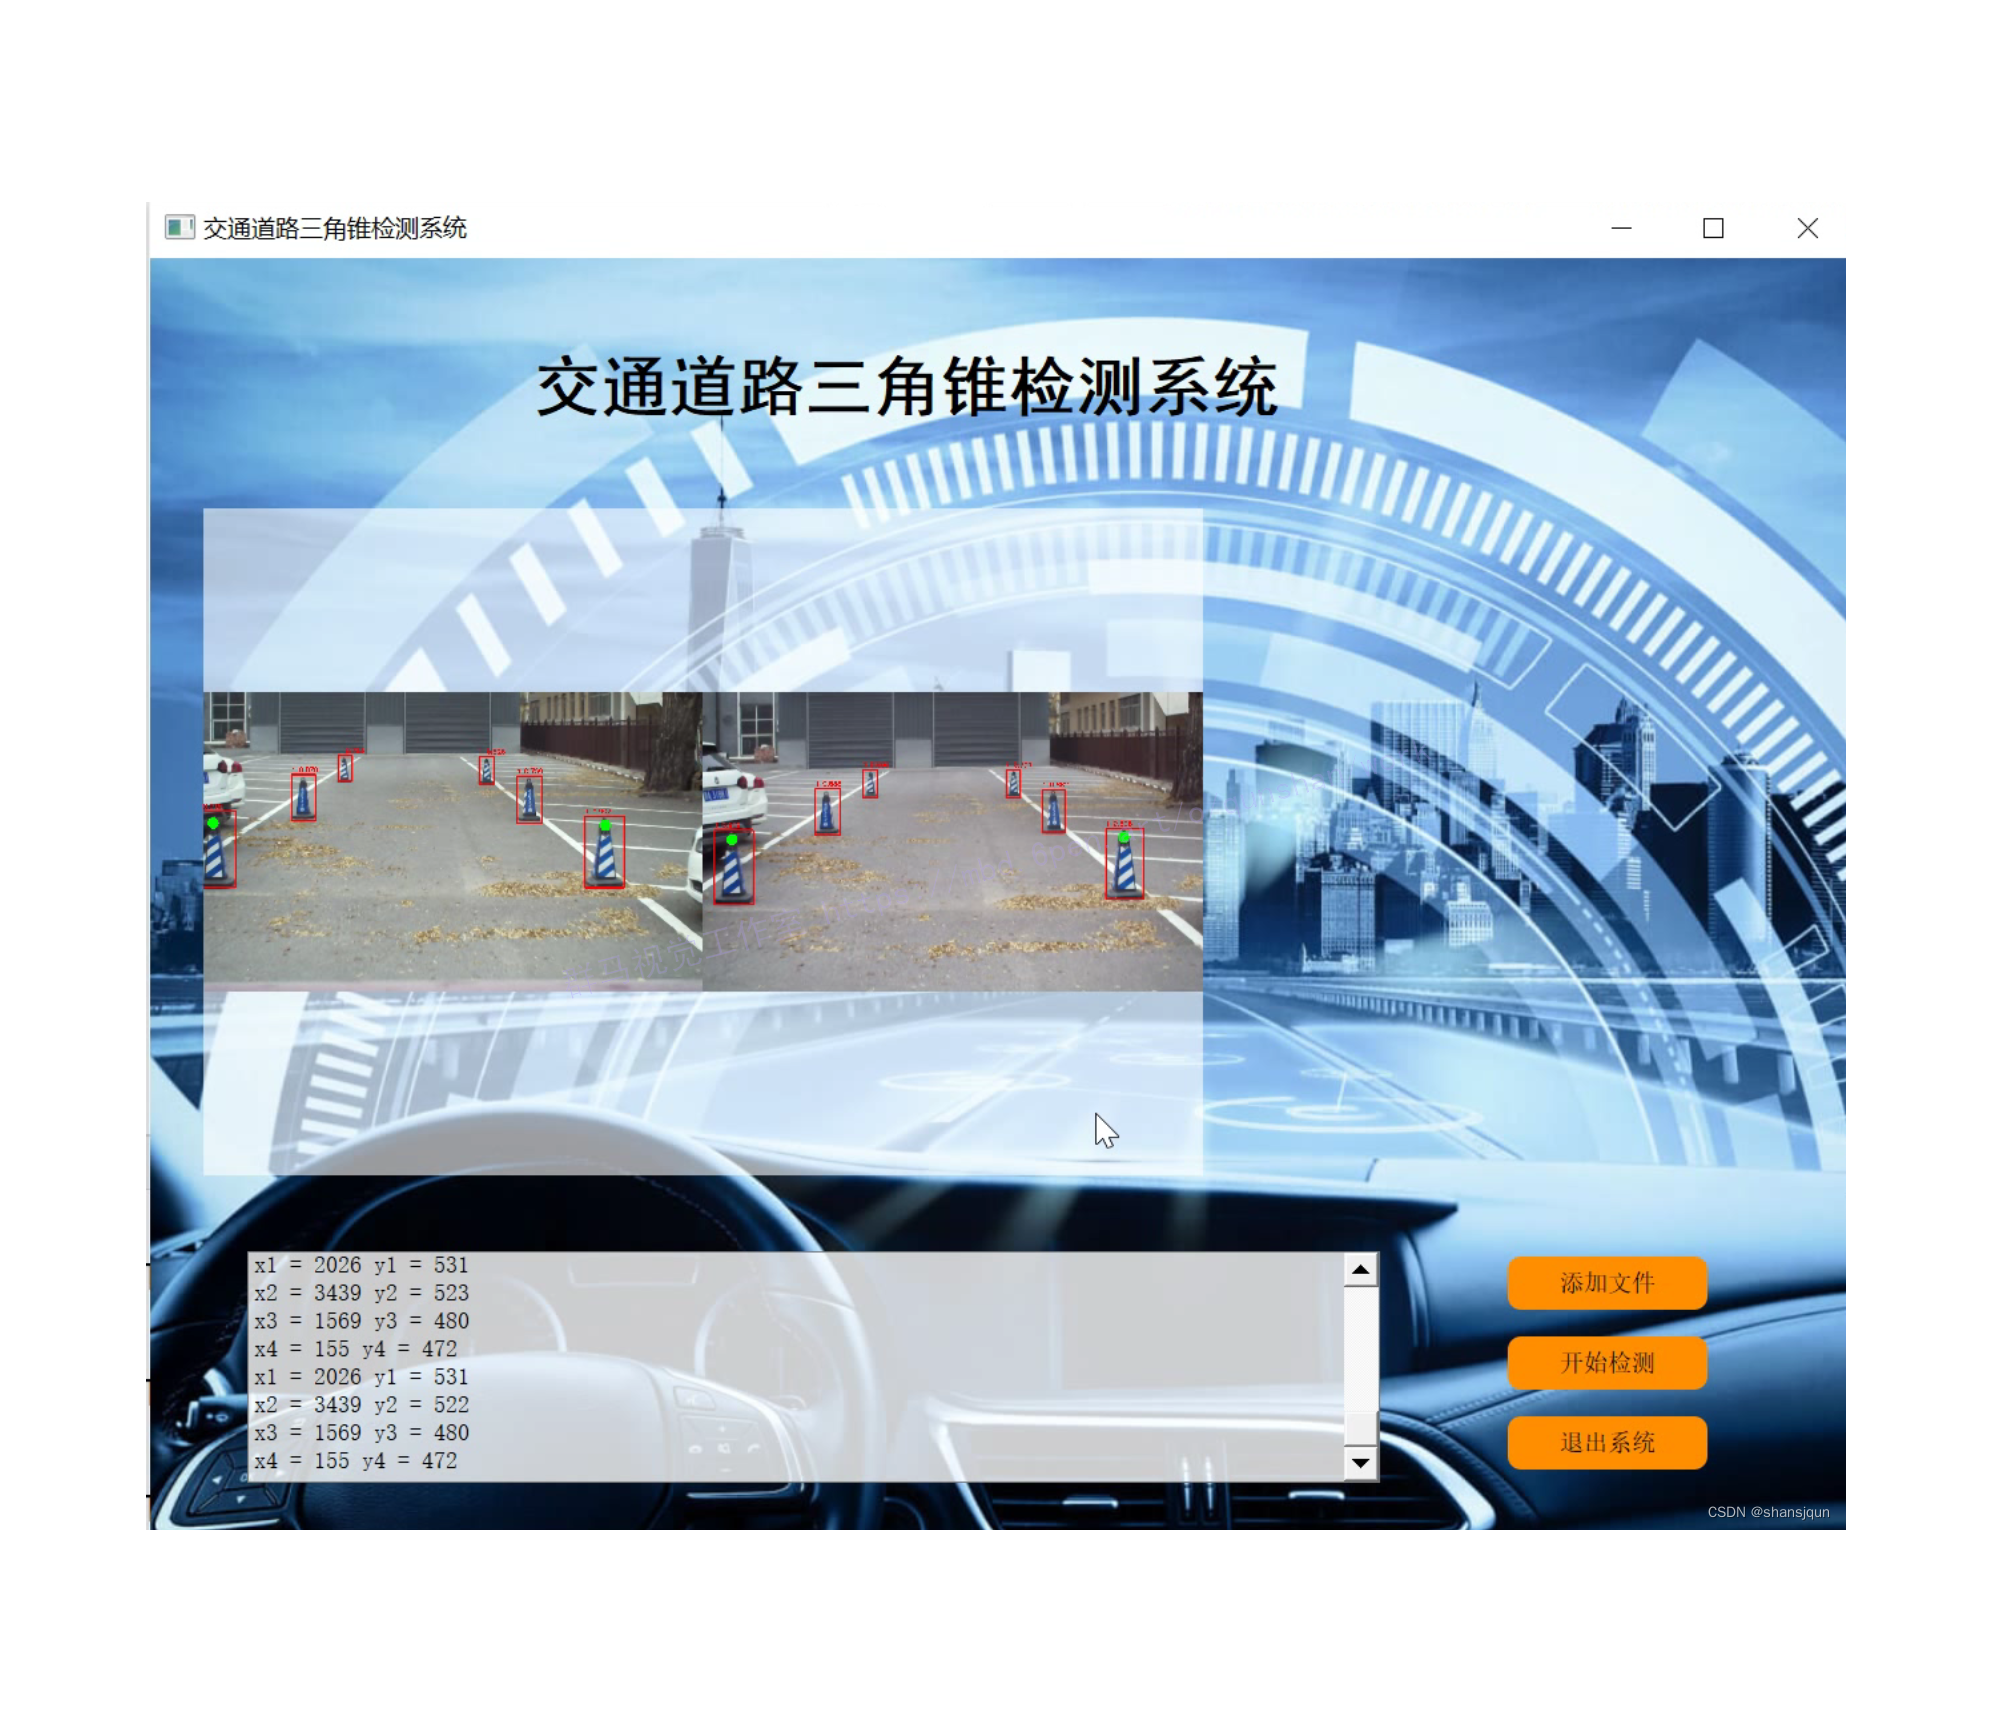 交通道路三角锥检测系统
交通道路三角锥检测系统
x1 = 2026 y1 = 531
x2 = 3439 y2 = 523
x3 = 1569 y3 = 480
x4 = 155 y4 = 472
x1 = 2026 y1 = 531
x2 = 3439 y2 = 522
x3 = 1569 y3 = 480
x4 = 155 y4 = 472
添加文件
开始检测
退出系统
CSDN @shansjqun